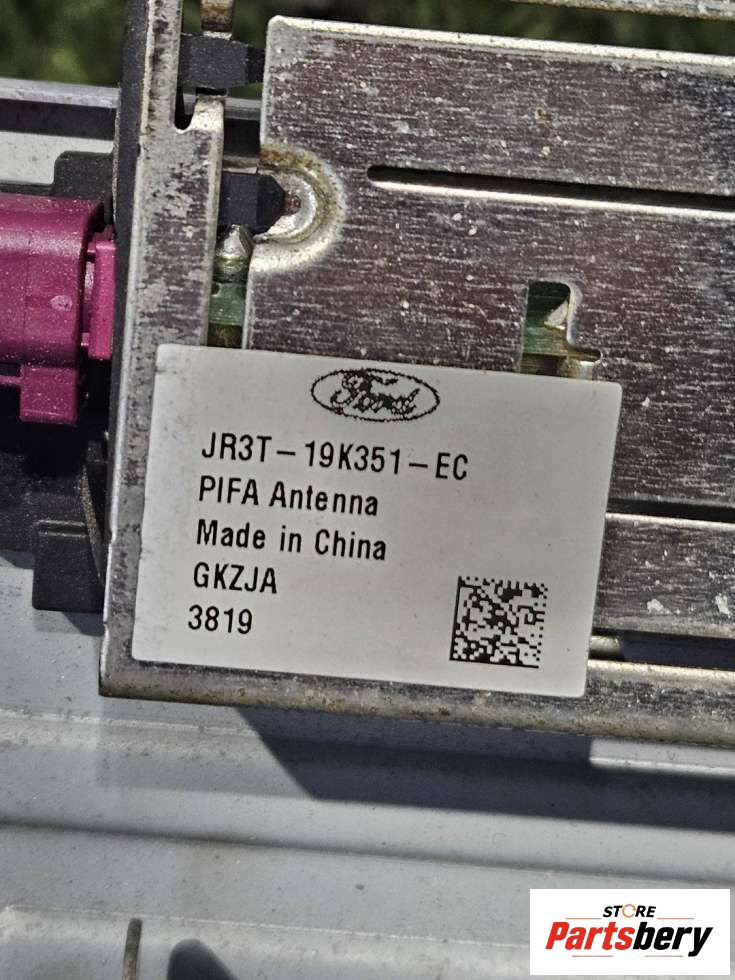 Ford
JR3T-19K351-EC
PIFA Antenna
Made in China
GKZJA
3819
STORE
Partsbery